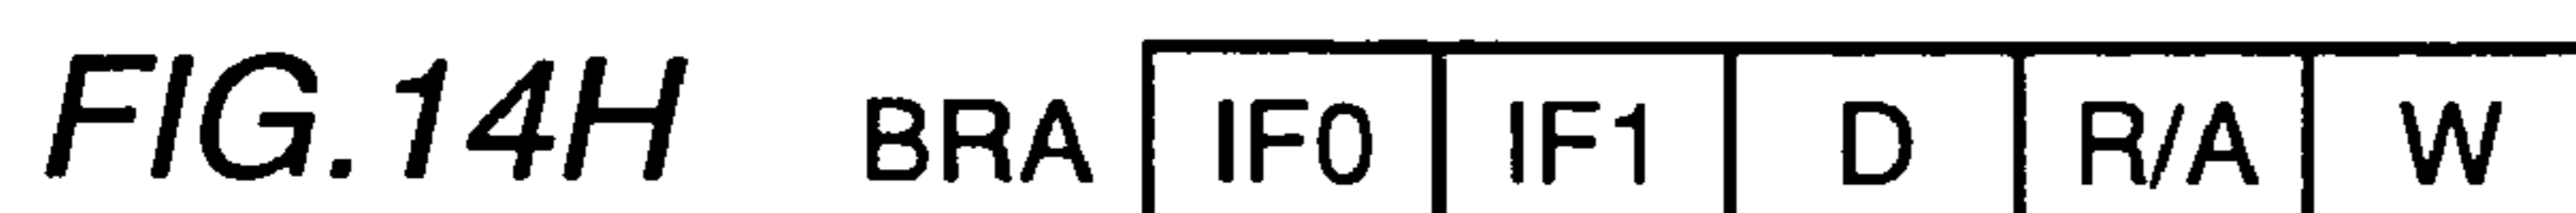 FIG.14H BRA IF0 IF1 D R/A W